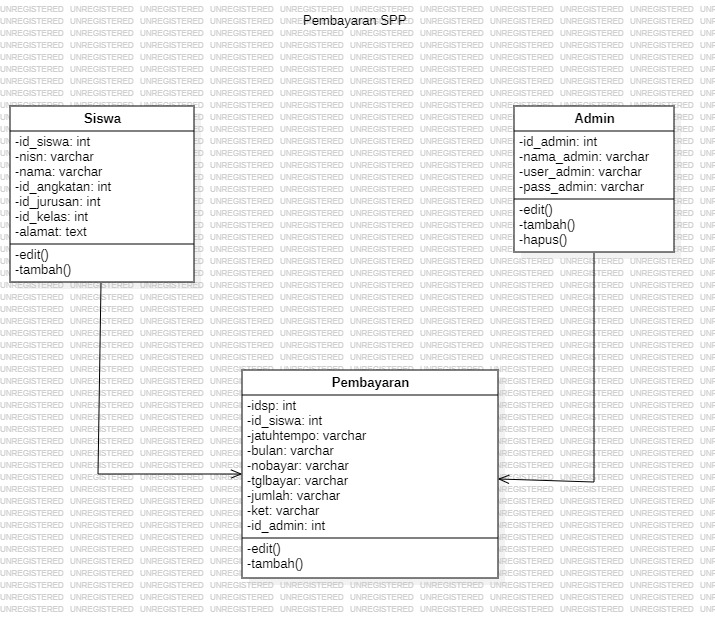 Pembayaran SPP
Siswa
-id_siswa: int
-nisn: varchar
-nama: varchar
-id_angkatan: int
-id_jurusan: int
-id_kelas: int
-alamat: text
-edit()
-tambah()
Admin
-id_admin: int
-nama_admin: varchar
-user_admin: varchar
-pass_admin: varchar
-edit()
-tambah()
-hapus()
Pembayaran
-idsp: int
-id_siswa: int
-jatuhtempo: varchar
-bulan: varchar
-nobayar: varchar
-tglbayar: varchar
-jumlah: varchar
-ket: varchar
-id_admin: int
-edit()
-tambah()
UNREGISTERED